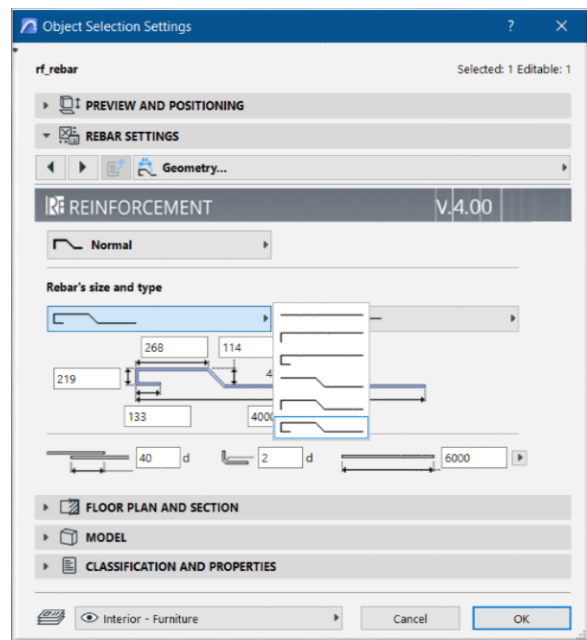 Object Selection Settings ? ×
rf_rebar Selected: 1 Editable: 1
PREVIEW AND POSITIONING
REBAR SETTINGS
Geometry...
RF REINFORCEMENT V.4.00
Normal
Rebar's size and type
268 114
219 4
133 4000
40 d 2 d 6000
FLOOR PLAN AND SECTION
MODEL
CLASSIFICATION AND PROPERTIES
Interior - Furniture Cancel OK